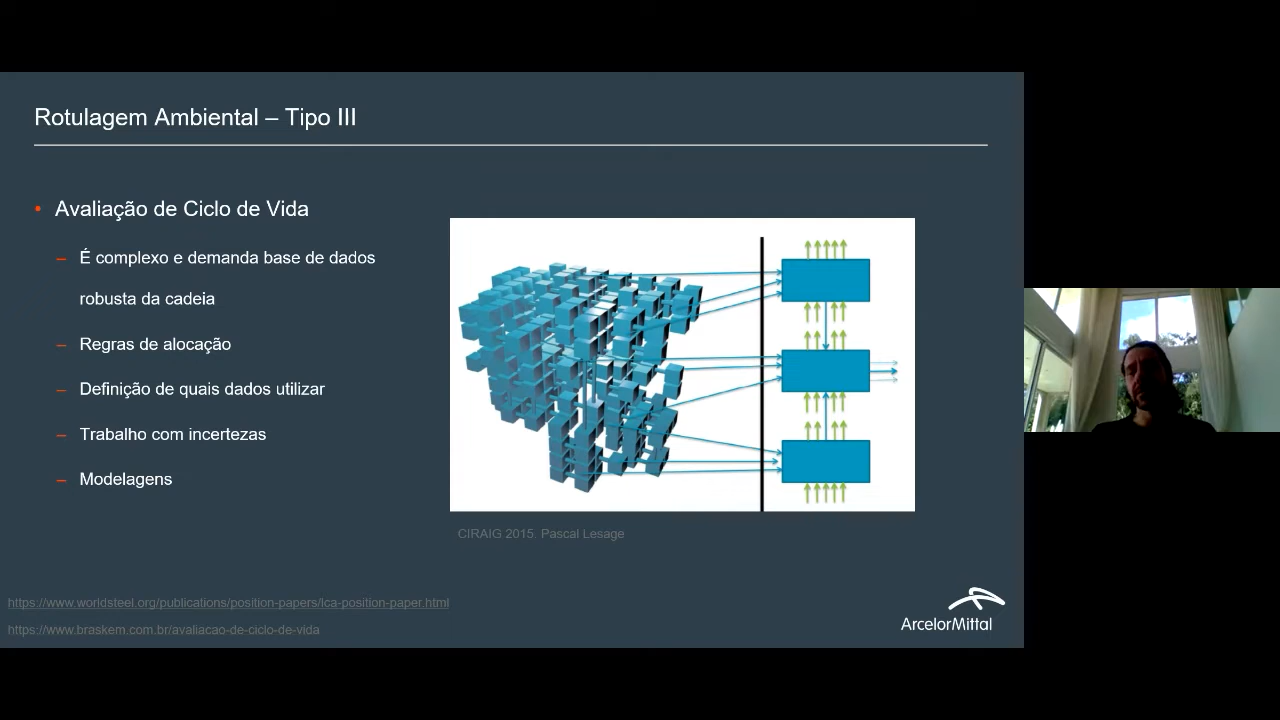 Rotulagem Ambiental – Tipo III
• Avaliação de Ciclo de Vida
– É complexo e demanda base de dados
robusta da cadeia
– Regras de alocação
– Definição de quais dados utilizar
– Trabalho com incertezas
– Modelagens
CIRAIG 2015. Pascal Lesage
https://www.worldsteel.org/publications/position-papers/lca-position-paper.html
https://www.braskem.com.br/avaliacao-de-ciclo-de-vida
ArcelorMittal